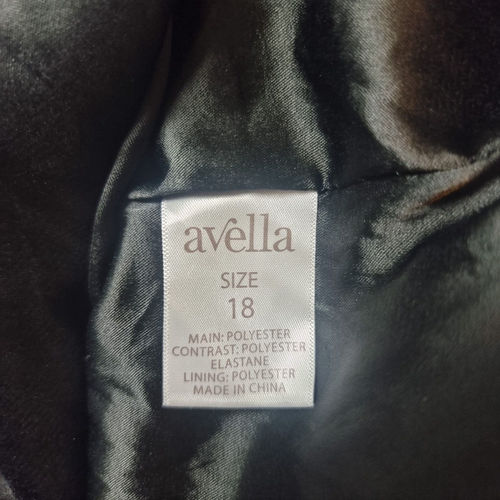 avella
SIZE
18
MAIN: POLYESTER
CONTRAST: POLYESTER
ELASTANE
LINING: POLYESTER
MADE IN CHINA